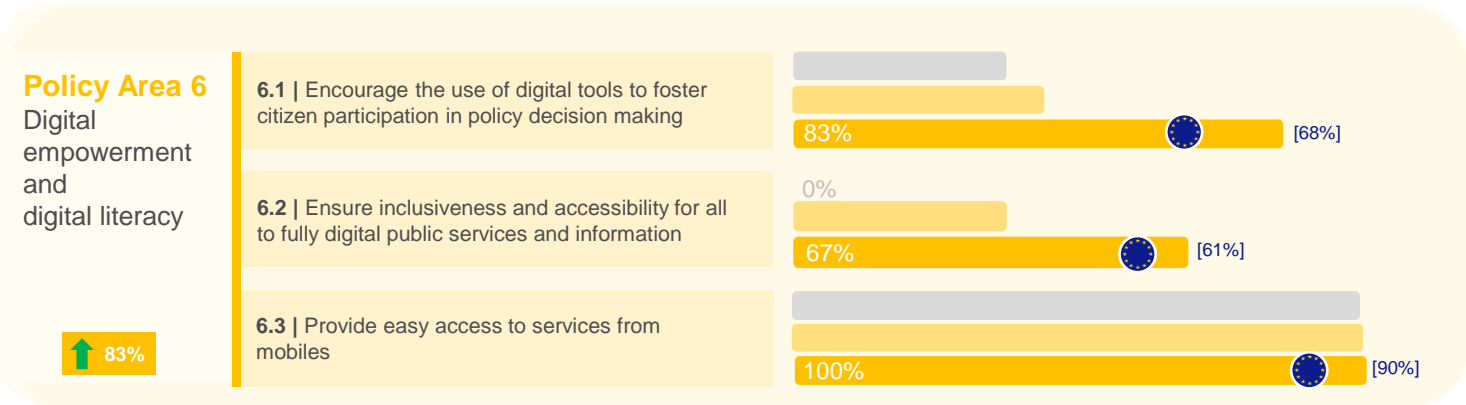 Policy Area 6
Digital
empowerment
and
digital literacy
83%
6.1 | Encourage the use of digital tools to foster
citizen participation in policy decision making
83%
[68%]
6.2 | Ensure inclusiveness and accessibility for all
to fully digital public services and information
0%
67%
[61%]
6.3 | Provide easy access to services from
mobiles
100%
[90%]